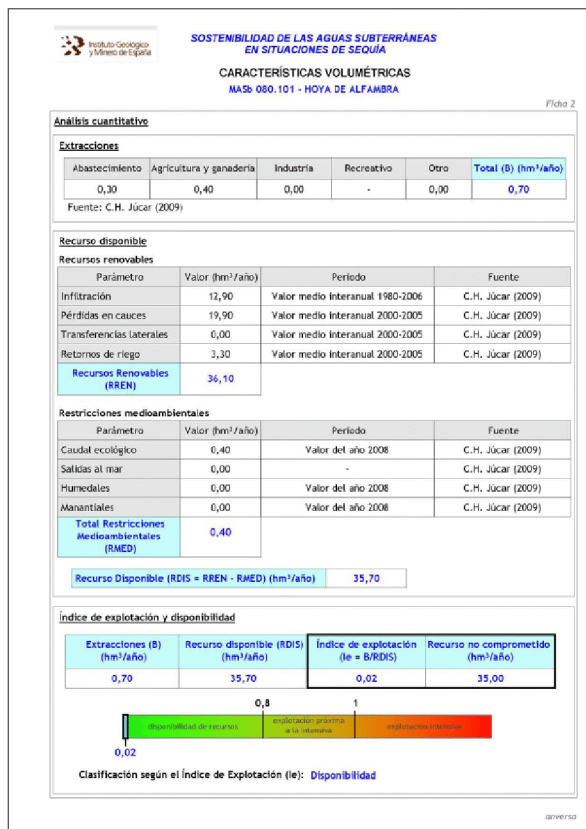 Instituto Geológico
y Minero de España
SOSTENIBILIDAD DE LAS AGUAS SUBTERRÁNEAS
EN SITUACIONES DE SEQUÍA
CARACTERÍSTICAS VOLUMÉTRICAS
MASb 080.101 - HOYA DE ALFAMBRA
Ficha 2
Análisis cuantitativo
Extracciones
Abastecimiento Agricultura y ganadería Industria Recreativo Otro Total (B) (hm³/año)
0,30 0,40 0,00 - 0,00 0,70
Fuente: C.H. Júcar (2009)
Recurso disponible
Recursos renovables
Parámetro Valor (hm³/año) Periodo Fuente
Infiltración 12,90 Valor medio interanual 1980-2006 C.H. Júcar (2009)
Pérdidas en cauces 19,90 Valor medio interanual 2000-2005 C.H. Júcar (2009)
Transferencias laterales 0,00 Valor medio interanual 2000-2005 C.H. Júcar (2009)
Retornos de riego 3,30 Valor medio interanual 2000-2005 C.H. Júcar (2009)
Recursos Renovables
(RREN)
36,10
Restricciones medioambientales
Parámetro Valor (hm³/año) Periodo Fuente
Caudal ecológico 0,40 Valor del año 2008 C.H. Júcar (2009)
Salidas al mar 0,00 - C.H. Júcar (2009)
Humedales 0,00 Valor del año 2008 C.H. Júcar (2009)
Manantiales 0,00 Valor del año 2008 C.H. Júcar (2009)
Total Restricciones
Medioambientales
(RMED)
0,40
Recurso Disponible (RDIS = RREN - RMED) (hm³/año) 35,70
Índice de explotación y disponibilidad
Extracciones (B) Recurso disponible (RDIS) Índice de explotación Recurso no comprometido
(hm³/año) (hm³/año) (Ie = B/RDIS) (hm³/año)
0,70 35,70 0,02 35,00
0,8 1
disponibilidad de recursos explotación próxima a la intensiva explotación intensiva
0,02
Clasificación según el Índice de Explotación (Ie): Disponibilidad
anverso